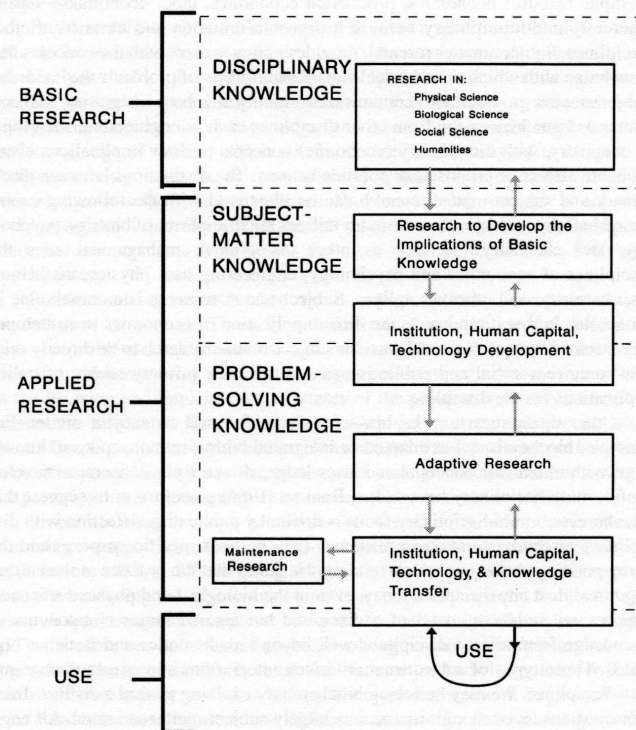 BASIC
RESEARCH
DISCIPLINARY
KNOWLEDGE
RESEARCH IN:
Physical Science
Biological Science
Social Science
Humanities
SUBJECT-
MATTER
KNOWLEDGE
Research to Develop the
Implications of Basic
Knowledge
Institution, Human Capital,
Technology Development
APPLIED
RESEARCH
PROBLEM-
SOLVING
KNOWLEDGE
Adaptive Research
Maintenance
Research
Institution, Human Capital,
Technology, & Knowledge
Transfer
USE
USE